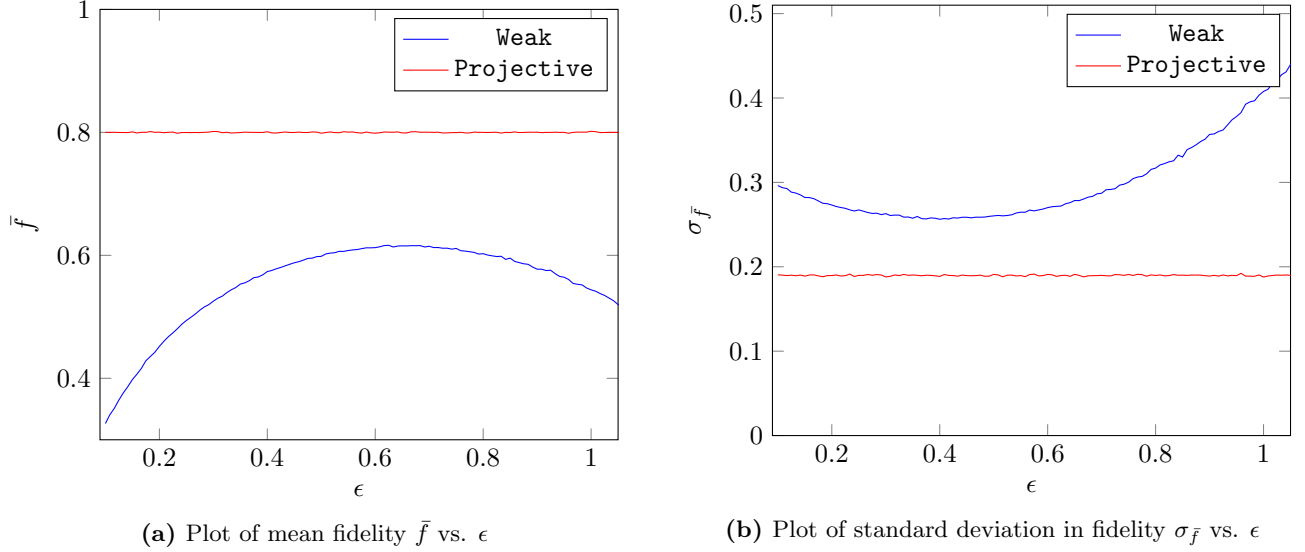 1
0.8
0.6
0.4
f̄
0.2
0.4
0.6
0.8
1
ϵ
Weak
Projective
(a) Plot of mean fidelity f̄ vs. ϵ
0.5
0.4
0.3
0.2
0.1
0
σ_f̄
0.2
0.4
0.6
0.8
1
ϵ
Weak
Projective
(b) Plot of standard deviation in fidelity σ_f̄ vs. ϵ